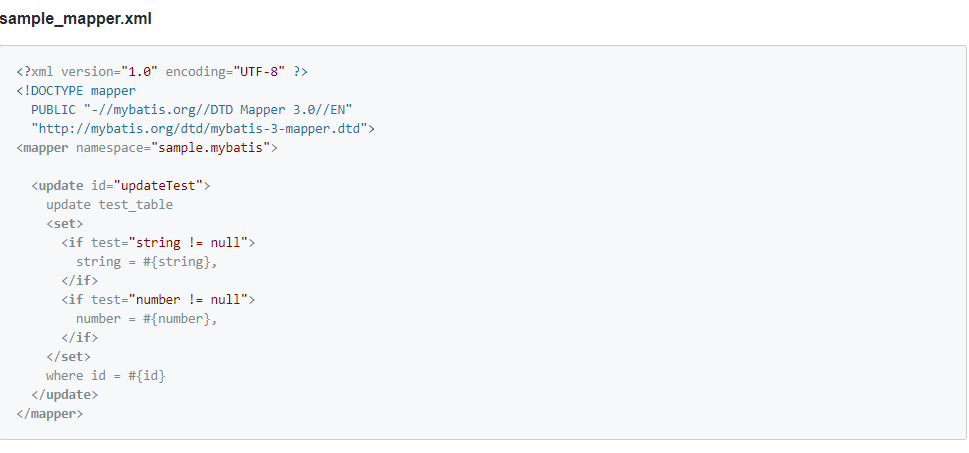 sample_mapper.xml
<?xml version="1.0" encoding="UTF-8" ?>
<!DOCTYPE mapper
  PUBLIC "-//mybatis.org//DTD Mapper 3.0//EN"
  "http://mybatis.org/dtd/mybatis-3-mapper.dtd">
<mapper namespace="sample.mybatis">

  <update id="updateTest">
    update test_table
    <set>
      <if test="string != null">
        string = #{string},
      </if>
      <if test="number != null">
        number = #{number},
      </if>
    </set>
    where id = #{id}
  </update>
</mapper>